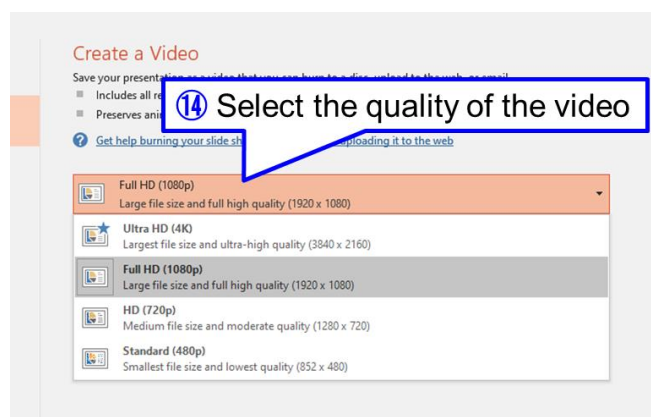 Create a Video
Save your presentation as a video that you can burn to a disc, upload to the web, or email
Includes all re
Preserves ani
⑭ Select the quality of the video
Get help burning your slide sh uploading it to the web
Full HD (1080p)
Large file size and full high quality (1920 x 1080)
Ultra HD (4K)
Largest file size and ultra-high quality (3840 x 2160)
Full HD (1080p)
Large file size and full high quality (1920 x 1080)
HD (720p)
Medium file size and moderate quality (1280 x 720)
Standard (480p)
Smallest file size and lowest quality (852 x 480)